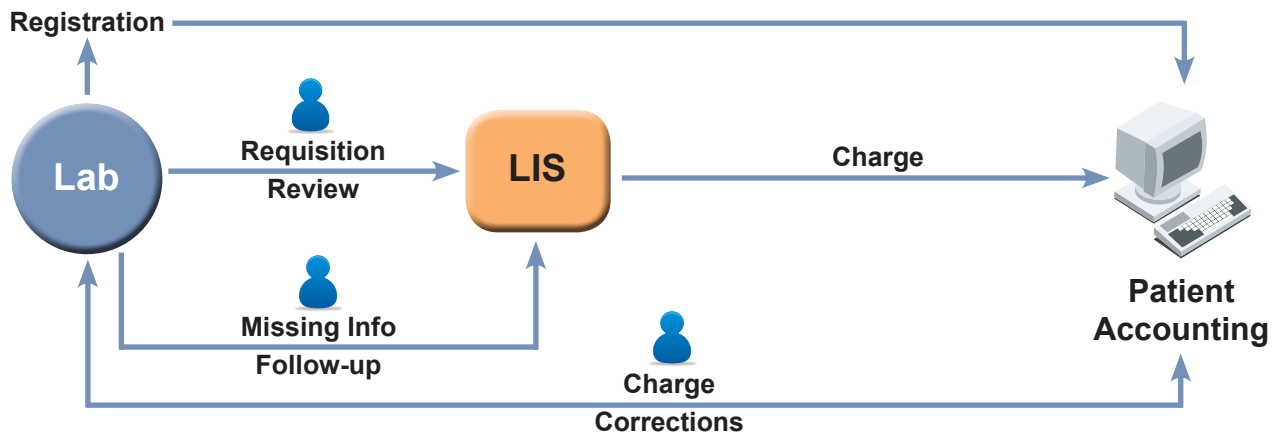 Registration
Requisition
Review
Lab
LIS
Charge
Missing Info
Follow-up
Patient
Accounting
Charge
Corrections